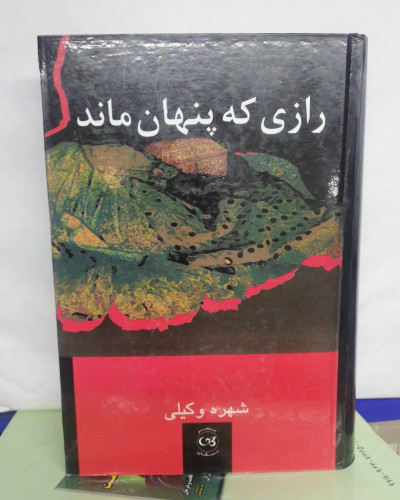 رازی که پنهان ماند
شهره وکیلی